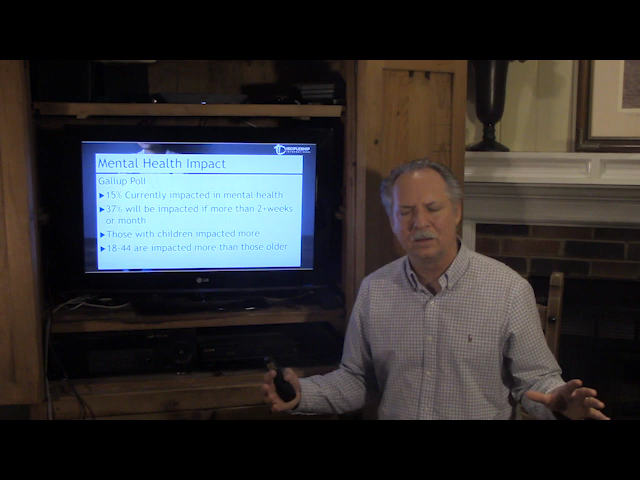 DISCIPLESHIP
Mental Health Impact
Gallup Poll
▶15% Currently impacted in mental health
▶37% will be impacted if more than 2+weeks
or month
▶Those with children impacted more
▶18-44 are impacted more than those older
LG